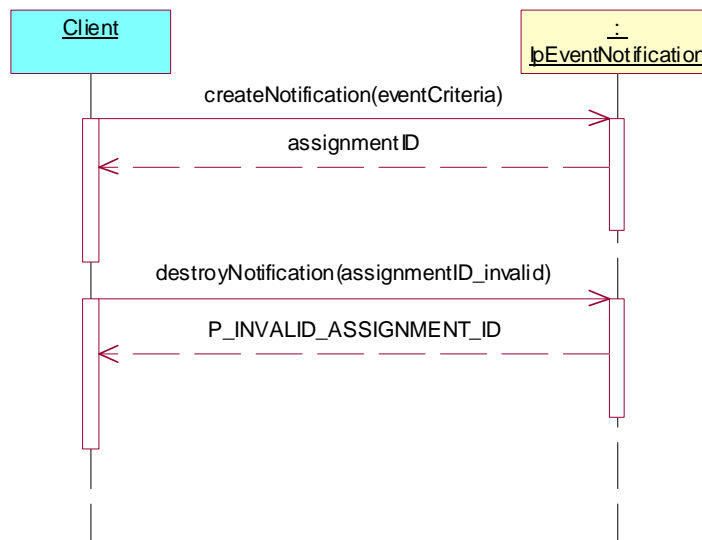 Client
:
IpEventNotification
createNotification(eventCriteria)
assignmentID
destroyNotification(assignmentID_invalid)
P_INVALID_ASSIGNMENT_ID